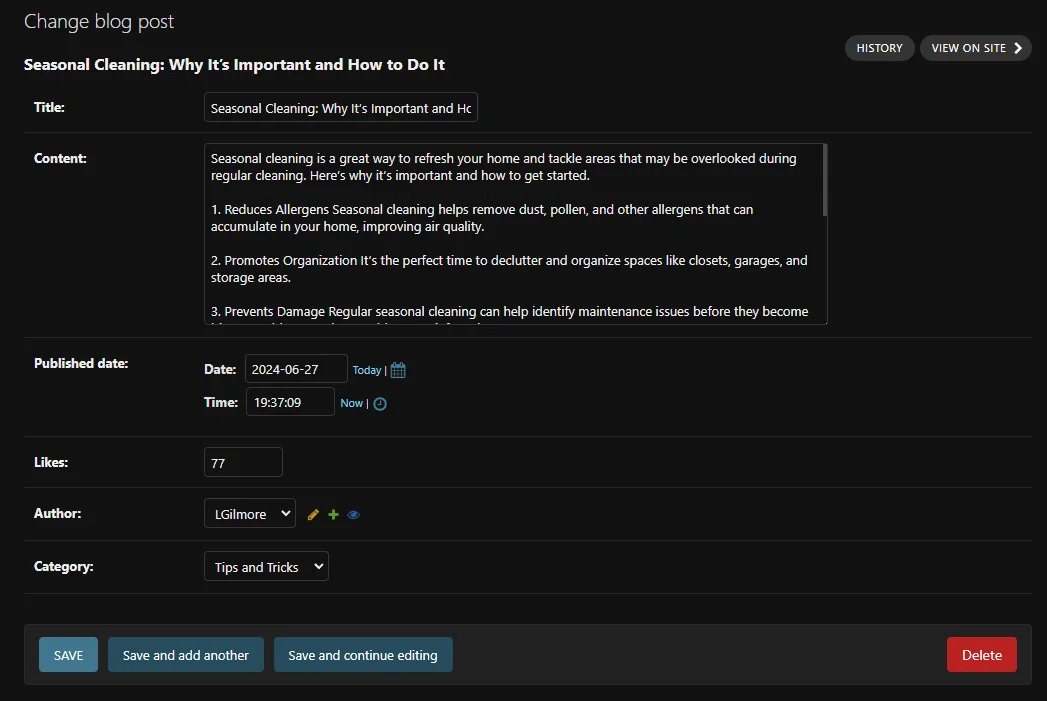 Change blog post
HISTORY
VIEW ON SITE
Seasonal Cleaning: Why It’s Important and How to Do It
Title:
Seasonal Cleaning: Why It’s Important and Ho
Content:
Seasonal cleaning is a great way to refresh your home and tackle areas that may be overlooked during
regular cleaning. Here’s why it’s important and how to get started.
1. Reduces Allergens Seasonal cleaning helps remove dust, pollen, and other allergens that can
accumulate in your home, improving air quality.
2. Promotes Organization It’s the perfect time to declutter and organize spaces like closets, garages, and
storage areas.
3. Prevents Damage Regular seasonal cleaning can help identify maintenance issues before they become
Published date:
Date: 2024-06-27 Today |
Time: 19:37:09 Now |
Likes:
77
Author:
LGilmore
Category:
Tips and Tricks
SAVE
Save and add another
Save and continue editing
Delete